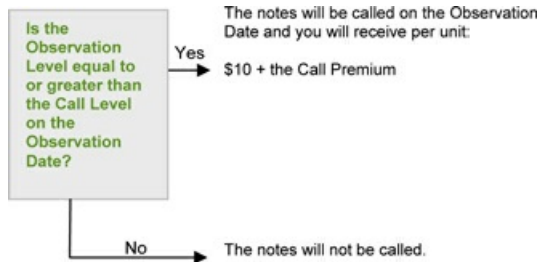 Is the
Observation
Level equal to
or greater than
the Call Level
on the
Observation
Date?
Yes
The notes will be called on the Observation
Date and you will receive per unit:
$10 + the Call Premium
No
The notes will not be called.